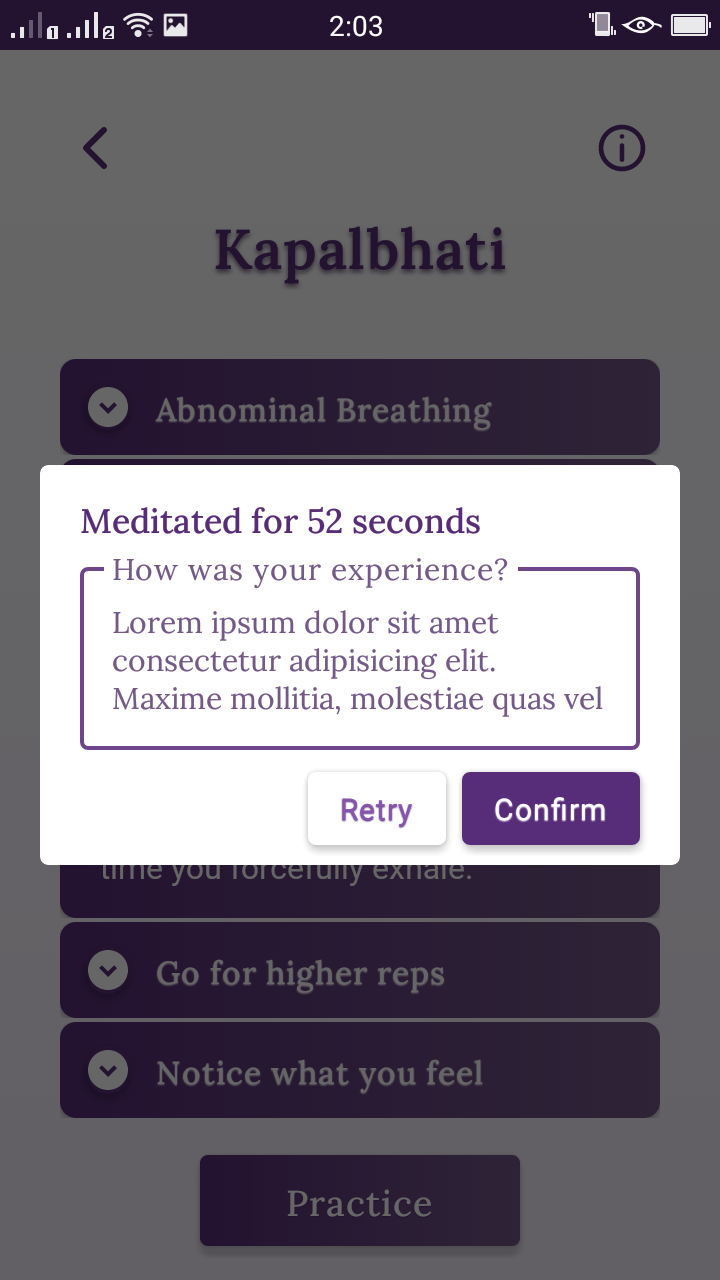 2:03
Kapalbhati
Abnominal Breathing
Meditated for 52 seconds
How was your experience?
Lorem ipsum dolor sit amet
consectetur adipisicing elit.
Maxime mollitia, molestiae quas vel
Retry
Confirm
time you forcefully exhale.
Go for higher reps
Notice what you feel
Practice